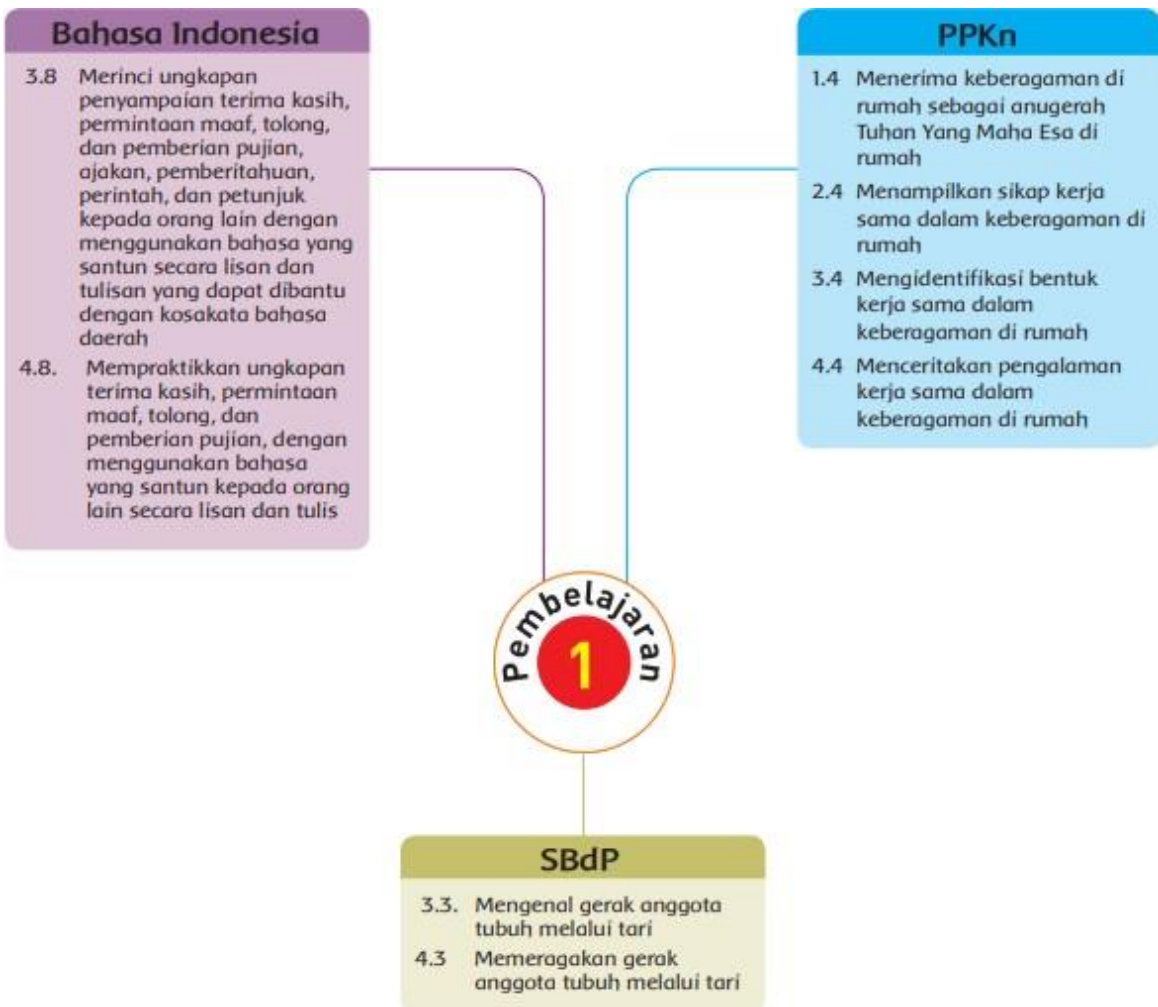 Bahasa Indonesia
3.8 Merinci ungkapan
penyampaian terima kasih,
permintaan maaf, tolong,
dan pemberian pujian,
ajakan, pemberitahuan,
perintah, dan petunjuk
kepada orang lain dengan
menggunakan bahasa yang
santun secara lisan dan
tulisan yang dapat dibantu
dengan kosakata bahasa
daerah
4.8. Mempraktikkan ungkapan
terima kasih, permintaan
maaf, tolong, dan
pemberian pujian, dengan
menggunakan bahasa
yang santun kepada orang
lain secara lisan dan tulis
PPKn
1.4 Menerima keberagaman di
rumah sebagai anugerah
Tuhan Yang Maha Esa di
rumah
2.4 Menampilkan sikap kerja
sama dalam keberagaman di
rumah
3.4 Mengidentifikasi bentuk
kerja sama dalam
keberagaman di rumah
4.4 Menceritakan pengalaman
kerja sama dalam
keberagaman di rumah
Pembelajaran
1
SBdP
3.3. Mengenal gerak anggota
tubuh melalui tari
4.3 Memeragakan gerak
anggota tubuh melalui tari